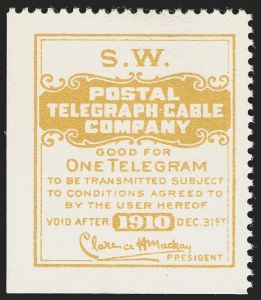 S.W.
POSTAL
TELEGRAPH-CABLE
COMPANY
GOOD FOR
ONE TELEGRAM
TO BE TRANSMITTED SUBJECT
TO CONDITIONS AGREED TO
BY THE USER HEREOF
VOID AFTER 1910 DEC. 31ST
Clarence H Mackay
PRESIDENT.